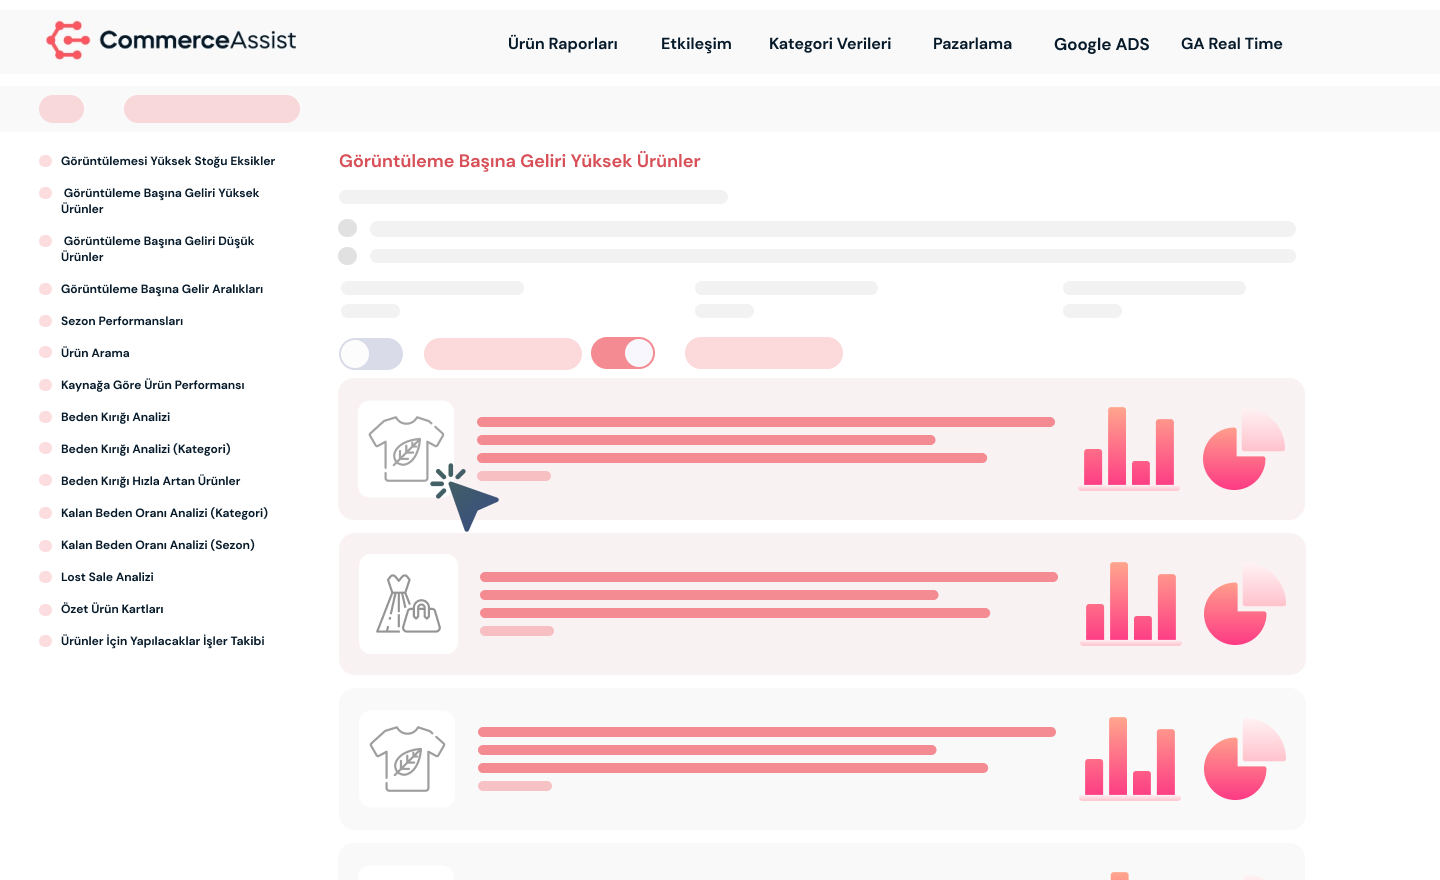 CommerceAssist
Ürün Raporları
Etkileşim
Kategori Verileri
Pazarlama
Google ADS
GA Real Time
Görüntülemesi Yüksek Stoğu Eksikler
Görüntüleme Başına Geliri Yüksek
Ürünler
Görüntüleme Başına Geliri Düşük
Ürünler
Görüntüleme Başına Gelir Aralıkları
Sezon Performansları
Ürün Arama
Kaynağa Göre Ürün Performansı
Beden Kırığı Analizi
Beden Kırığı Analizi (Kategori)
Beden Kırığı Hızla Artan Ürünler
Kalan Beden Oranı Analizi (Kategori)
Kalan Beden Oranı Analizi (Sezon)
Lost Sale Analizi
Özet Ürün Kartları
Ürünler İçin Yapılacaklar İşler Takibi
Görüntüleme Başına Geliri Yüksek Ürünler